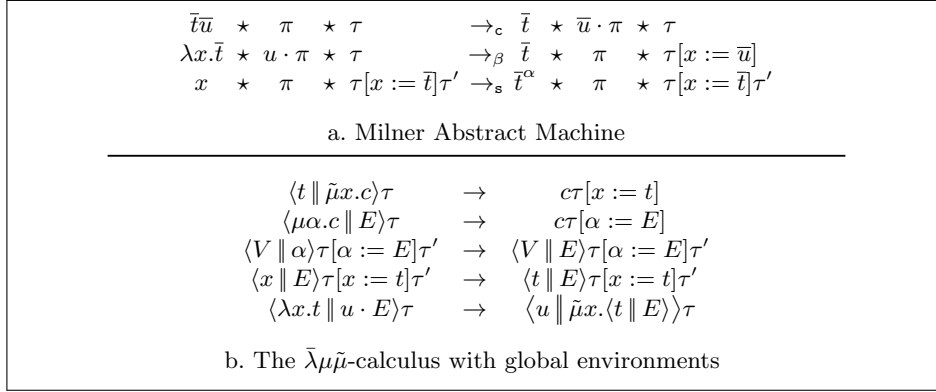 t̄ū ⋆ π ⋆ τ →c t̄ ⋆ ū · π ⋆ τ
λx.t̄ ⋆ u · π ⋆ τ →β t̄ ⋆ π ⋆ τ[x := ū]
x ⋆ π ⋆ τ[x := t̄]τ′ →s t̄^α ⋆ π ⋆ τ[x := t̄]τ′
a. Milner Abstract Machine
⟨t ‖ μ̃x.c⟩τ → cτ[x := t]
⟨μα.c ‖ E⟩τ → cτ[α := E]
⟨V ‖ α⟩τ[α := E]τ′ → ⟨V ‖ E⟩τ[α := E]τ′
⟨x ‖ E⟩τ[x := t]τ′ → ⟨t ‖ E⟩τ[x := t]τ′
⟨λx.t ‖ u · E⟩τ → ⟨u ‖ μ̃x.⟨t ‖ E⟩⟩τ
b. The λ̄μμ̃-calculus with global environments